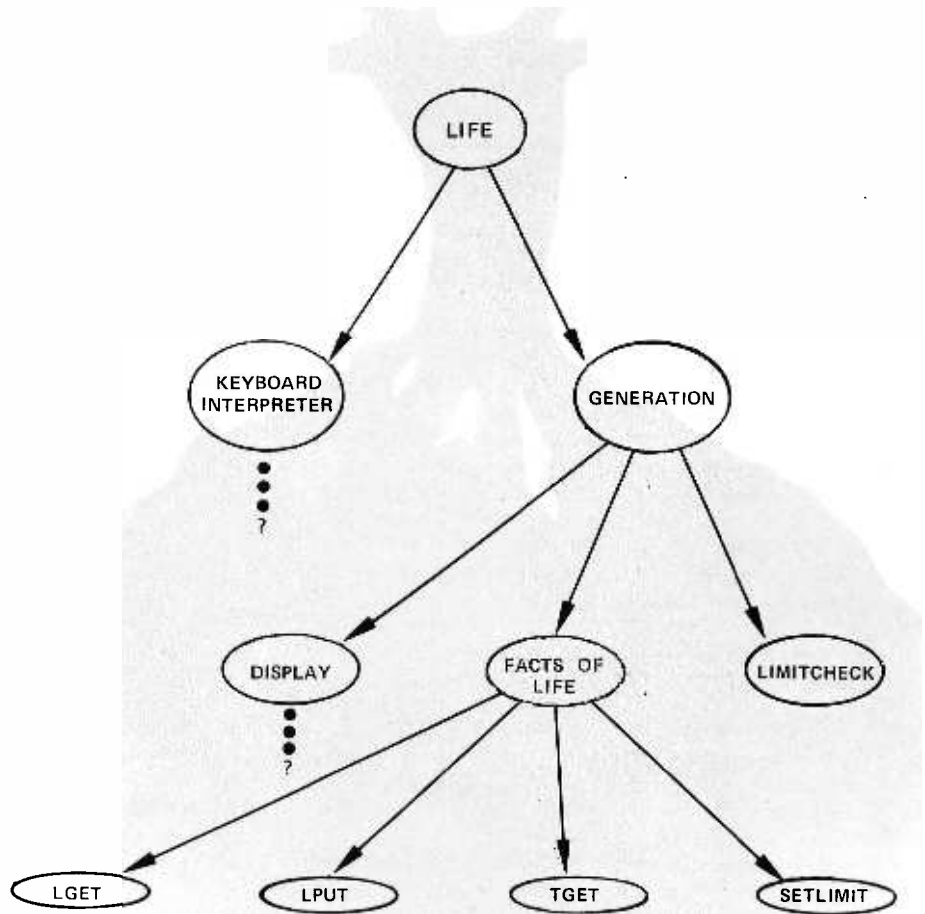 LIFE
KEYBOARD
INTERPRETER
GENERATION
?
DISPLAY
FACTS OF
LIFE
LIMITCHECK
?
LGET
LPUT
TGET
SETLIMIT